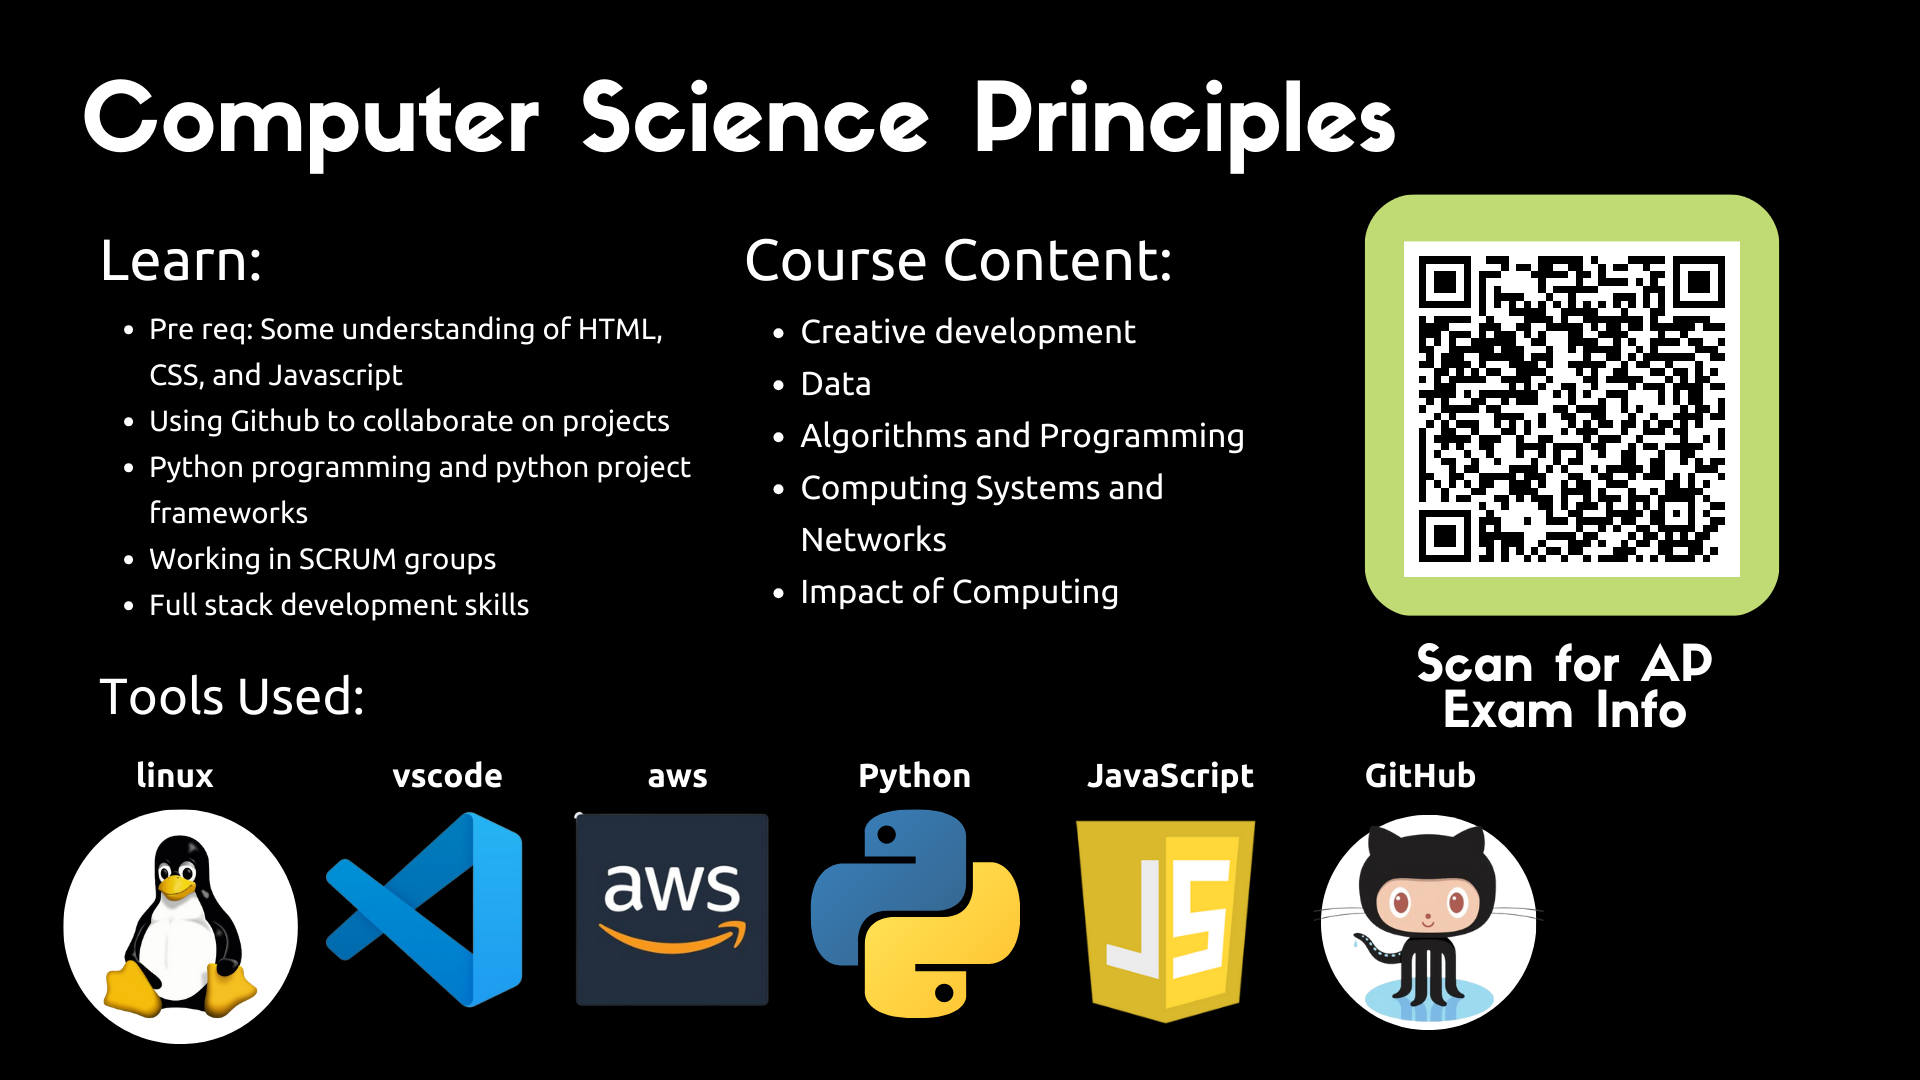 Computer Science Principles
Learn:
Pre req: Some understanding of HTML,
CSS, and Javascript
Using Github to collaborate on projects
Python programming and python project
frameworks
Working in SCRUM groups
Full stack development skills
Course Content:
Creative development
Data
Algorithms and Programming
Computing Systems and
Networks
Impact of Computing
Scan for AP
Exam Info
Tools Used:
linux
vscode
aws
Python
JavaScript
GitHub
aws
JS